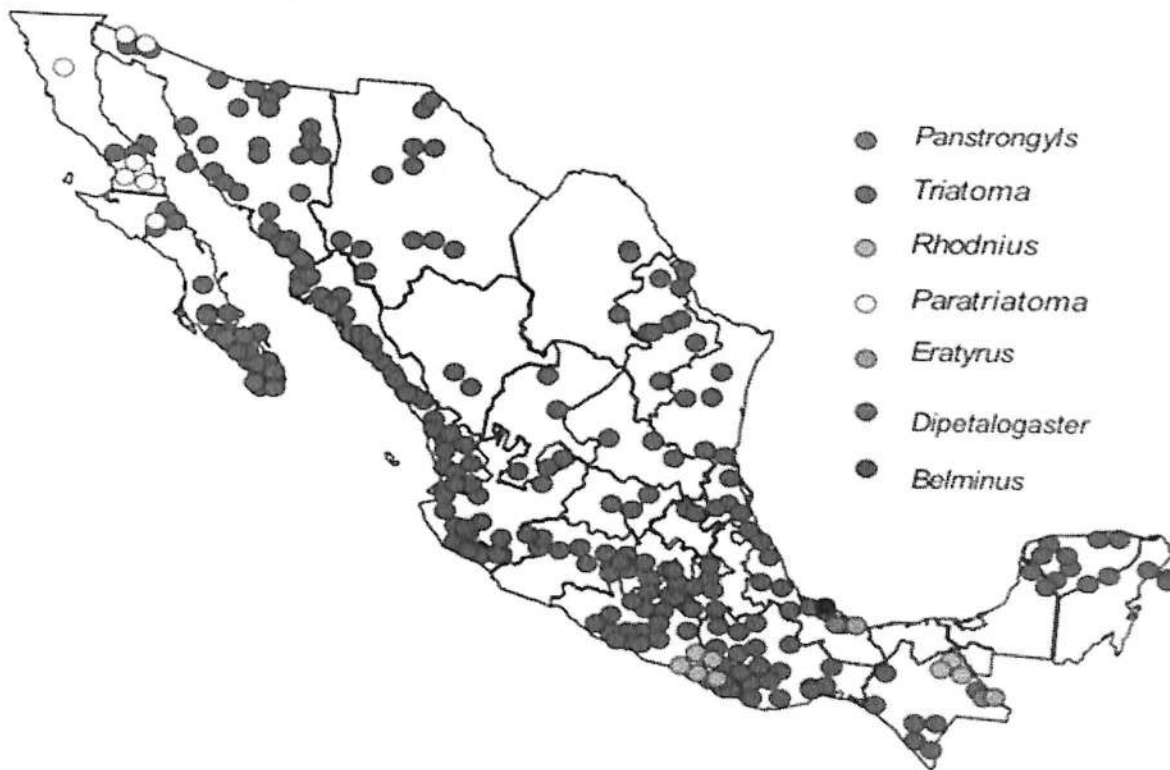 Panstrongyls
Triatoma
Rhodnius
Paratriatoma
Eratyrus
Dipetalogaster
Belminus